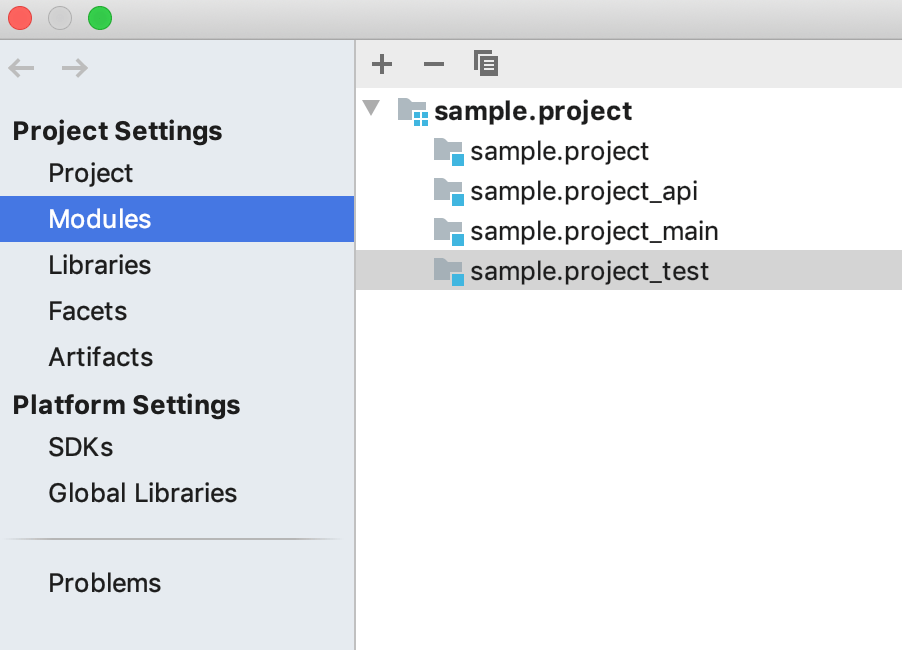 Project Settings
Project
Modules
Libraries
Facets
Artifacts
Platform Settings
SDKs
Global Libraries
Problems
sample.project
sample.project
sample.project_api
sample.project_main
sample.project_test